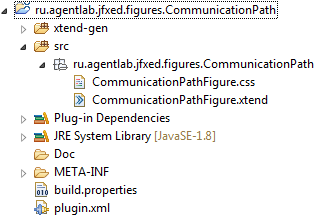 ru.agentlab.jfxed.figures.CommunicationPath
xtend-gen
src
ru.agentlab.jfxed.figures.CommunicationPath
CommunicationPathFigure.css
CommunicationPathFigure.xtend
Plug-in Dependencies
JRE System Library [JavaSE-1.8]
Doc
META-INF
build.properties
plugin.xml